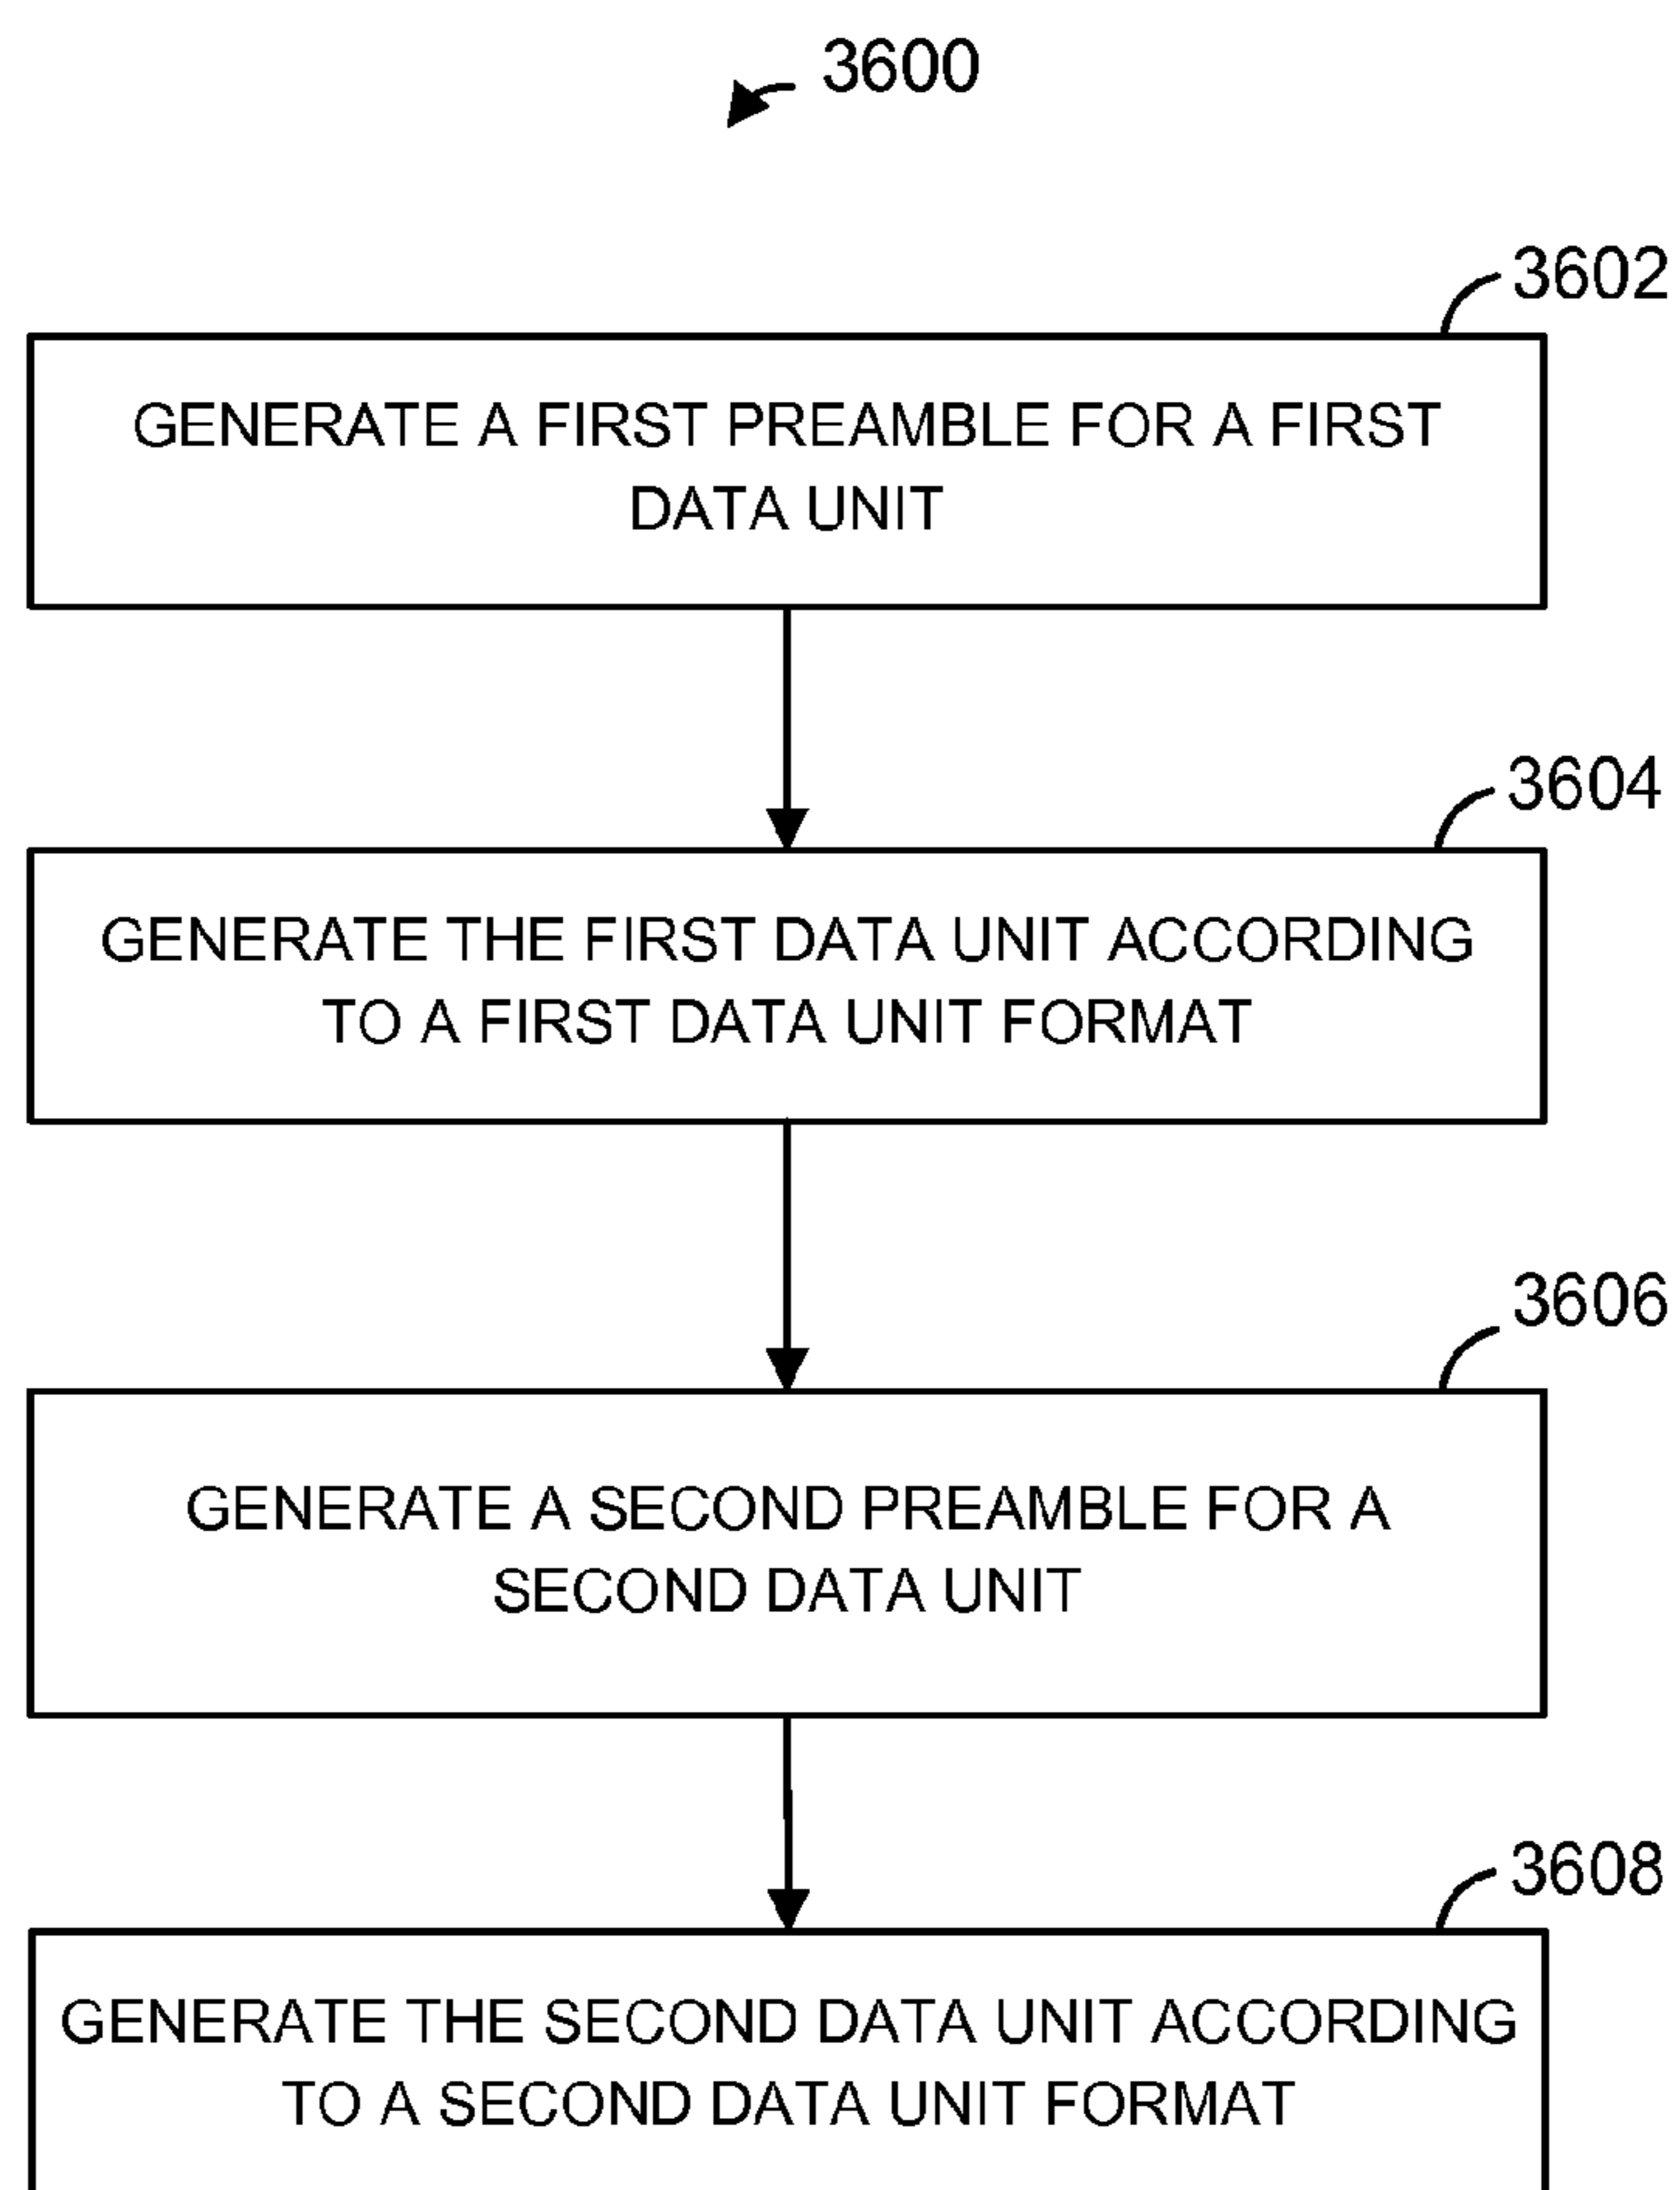 3600
3602
GENERATE A FIRST PREAMBLE FOR A FIRST
DATA UNIT
3604
GENERATE THE FIRST DATA UNIT ACCORDING
TO A FIRST DATA UNIT FORMAT
3606
GENERATE A SECOND PREAMBLE FOR A
SECOND DATA UNIT
3608
GENERATE THE SECOND DATA UNIT ACCORDING
TO A SECOND DATA UNIT FORMAT